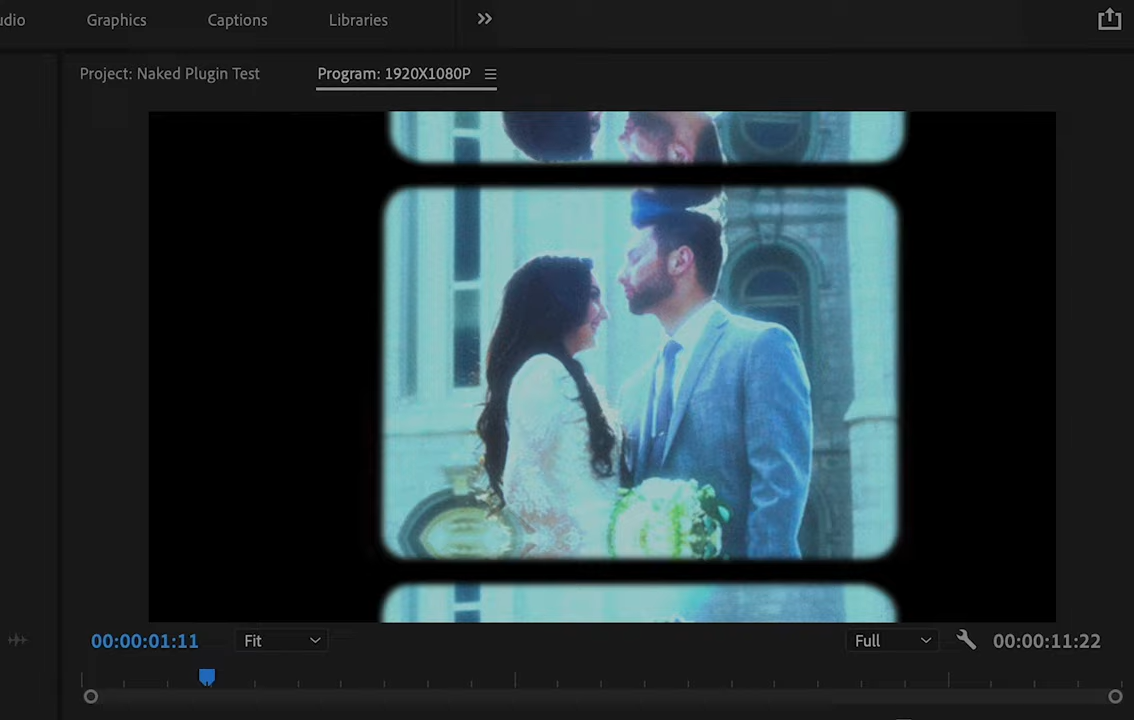 Graphics Captions Libraries
Project: Naked Plugin Test Program: 1920X1080P
00:00:01:11 Fit Full 00:00:11:22